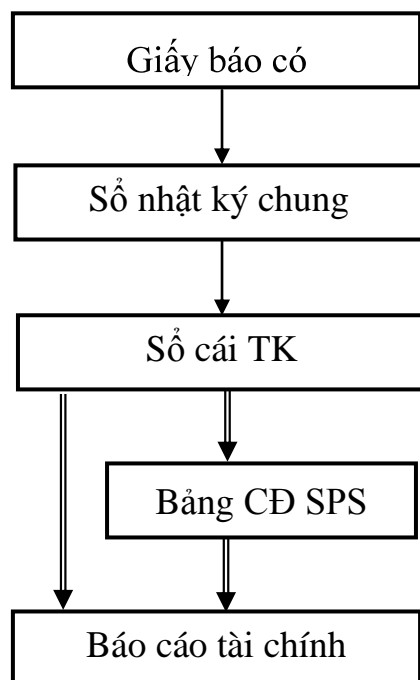 Giấy báo có
Sổ nhật ký chung
Sổ cái TK
Bảng CĐ SPS
Báo cáo tài chính